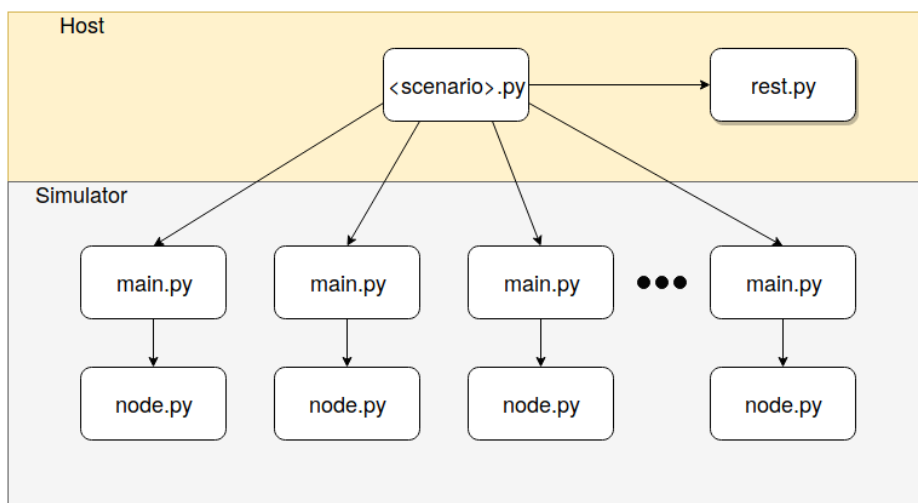 Host
<scenario>.py
rest.py
Simulator
main.py
main.py
main.py
main.py
node.py
node.py
node.py
node.py